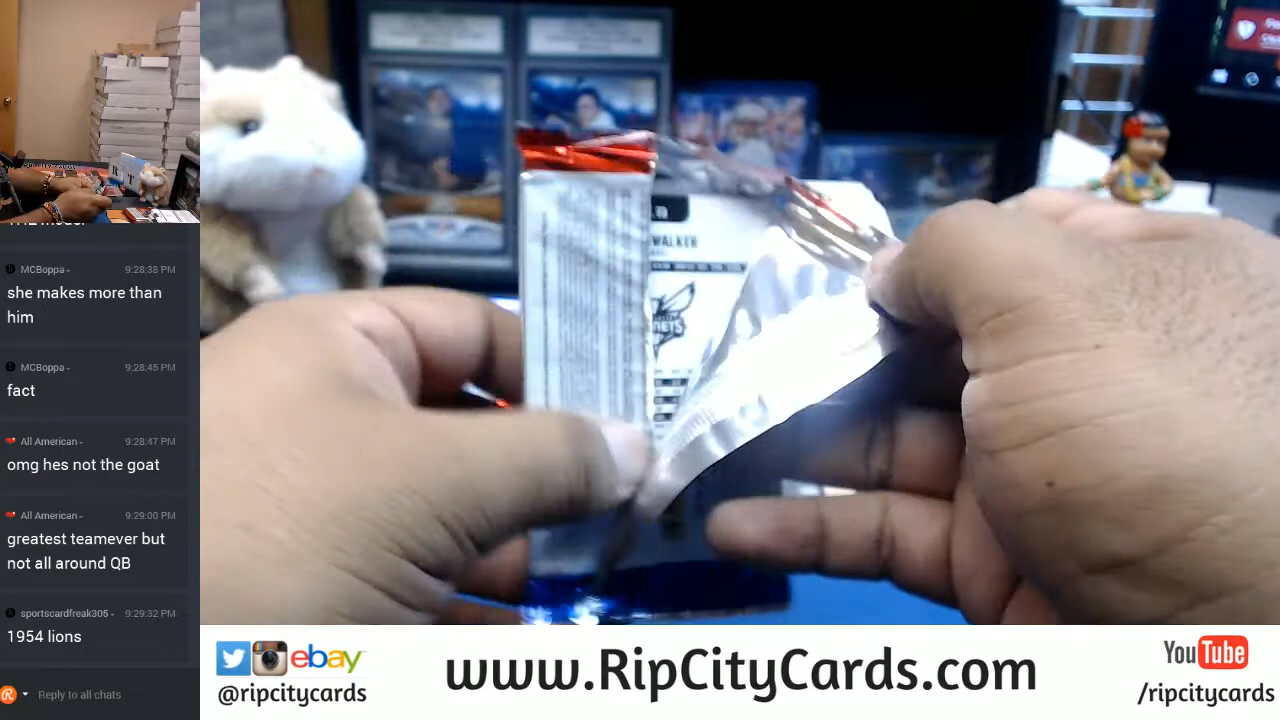 MCBoppa - 9:28:38 PM
she makes more than
him
MCBoppa - 9:28:45 PM
fact
All American - 9:28:47 PM
omg hes not the goat
All American - 9:29:00 PM
greatest teamever but
not all around QB
sportscardfreak305 - 9:29:32 PM
1954 lions
Reply to all chats
WALKER
ebay
@ripcitycards
www.RipCityCards.com
YouTube
/ripcitycards